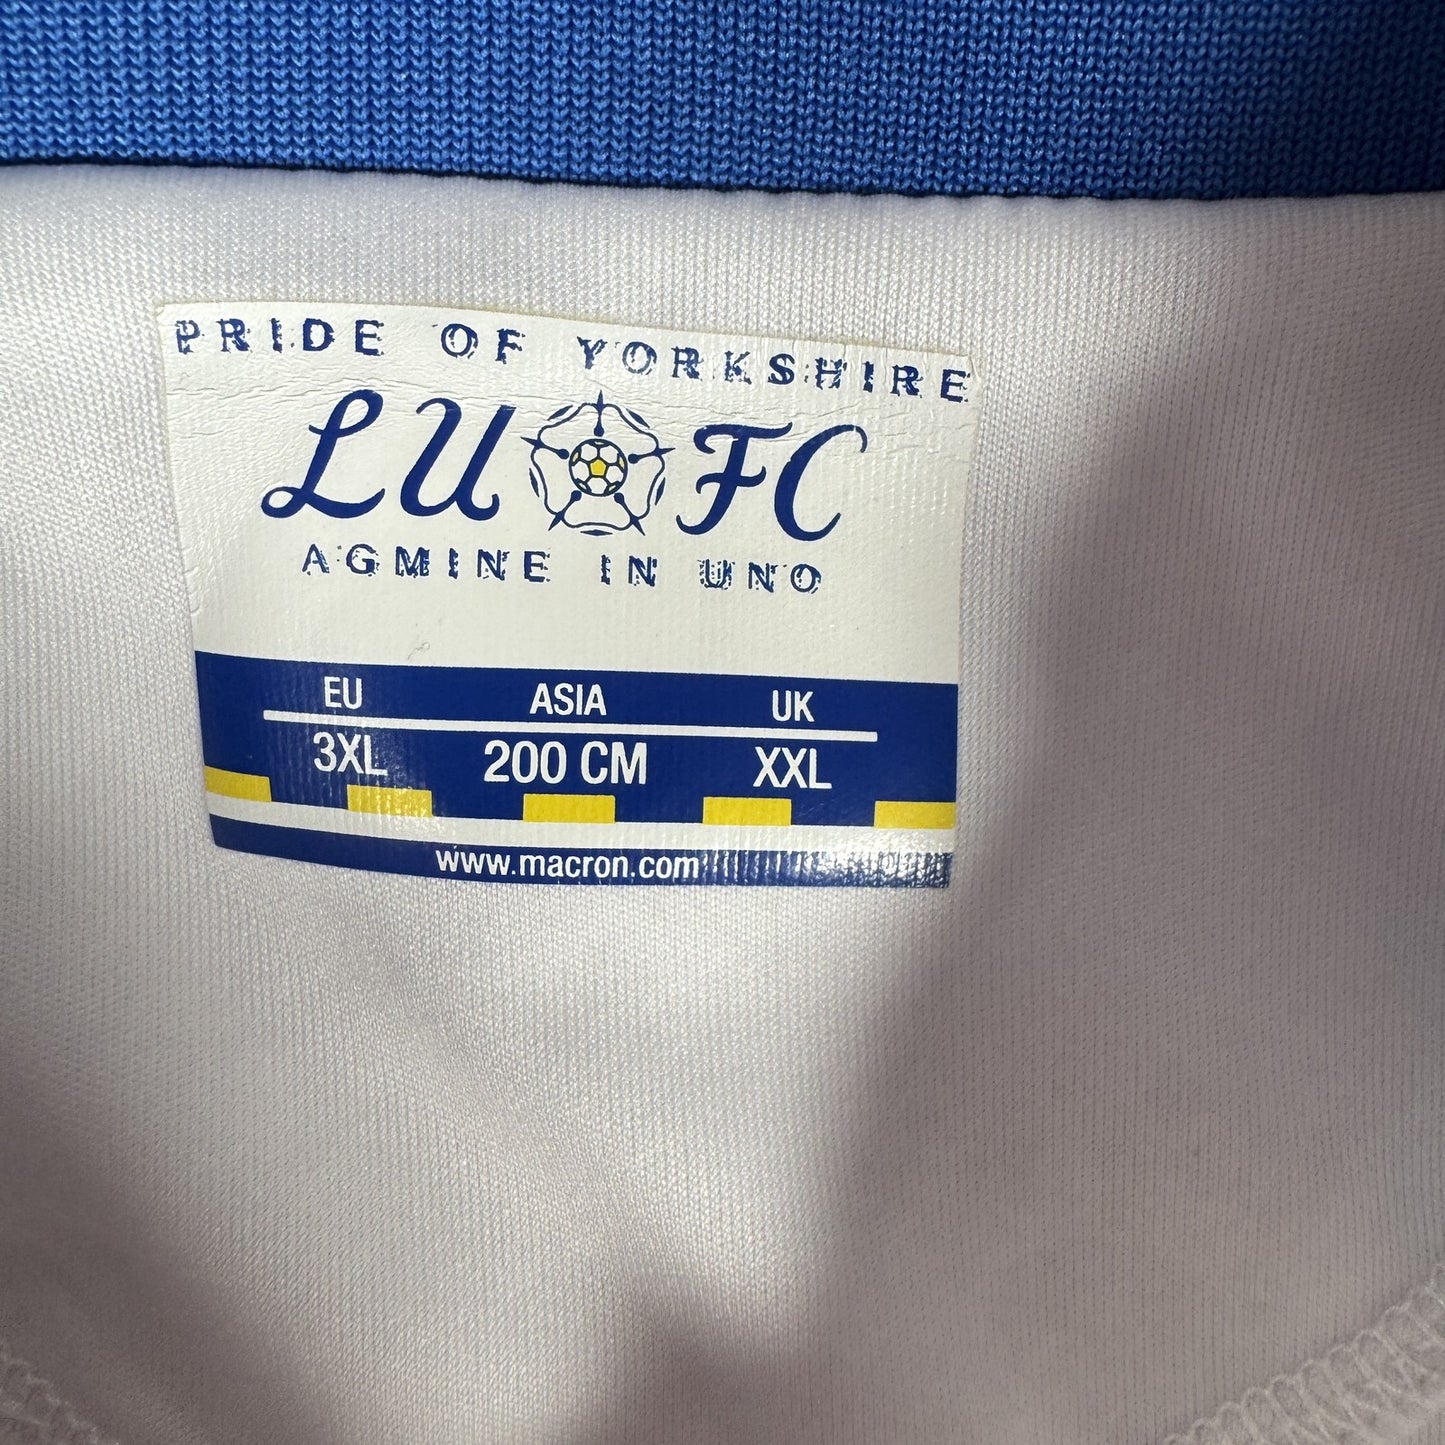 PRIDE OF YORKSHIRE
LU FC
AGMINE IN UNO
EU ASIA UK
3XL 200 CM XXL
www.macron.com